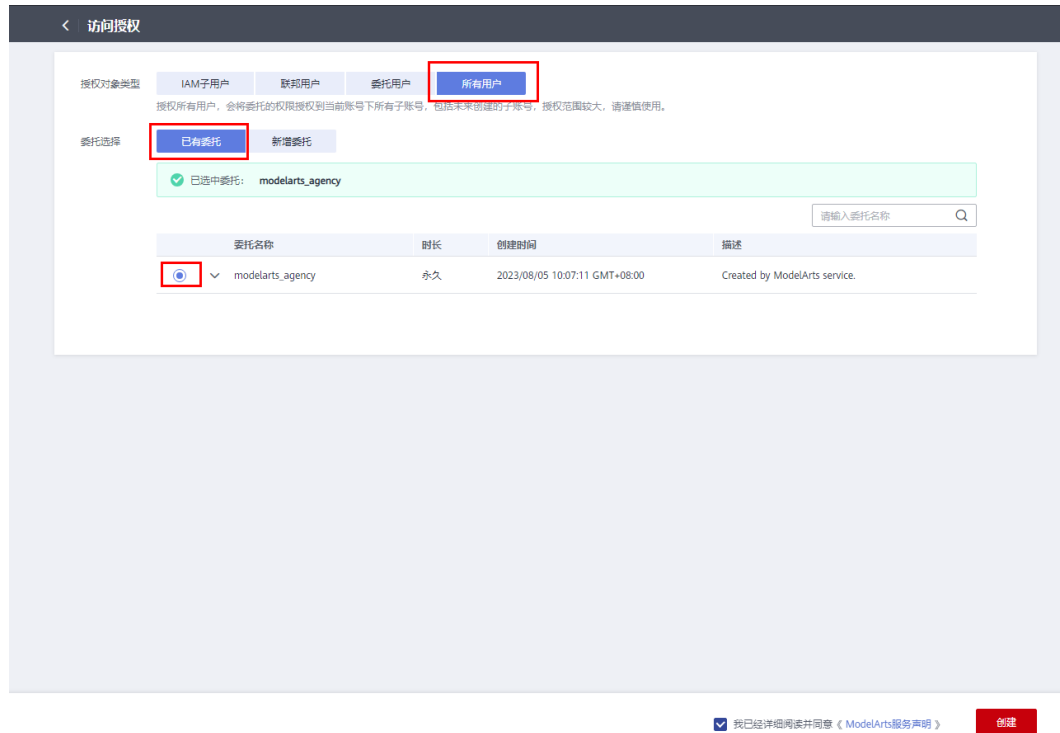 访问授权
授权对象类型 IAM子用户 联邦用户 委托用户 所有用户
授权所有用户，会将委托的权限授权到当前账号下所有子账号，包括未来创建的子账号，授权范围较大，请谨慎使用。
委托选择 已有委托 新增委托
已选中委托： modelarts_agency
请输入委托名称
委托名称 时长 创建时间 描述
modelarts_agency 永久 2023/08/05 10:07:11 GMT+08:00 Created by ModelArts service.
我已经详细阅读并同意《 ModelArts服务声明 》 创建